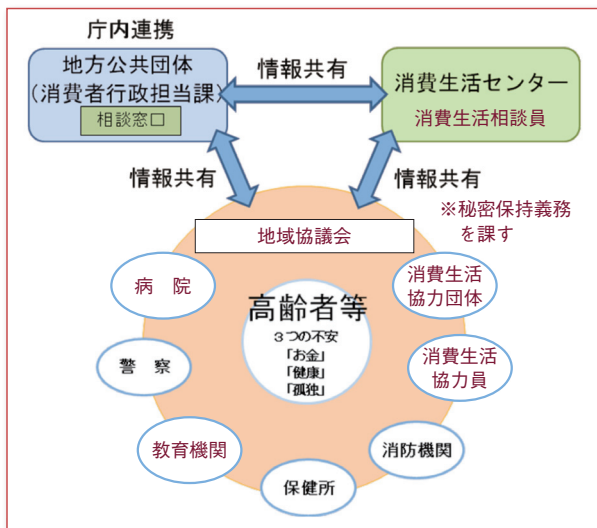 庁内連携
地方公共団体
(消費者行政担当課)
相談窓口
情報共有
消費生活センター
消費生活相談員
情報共有
情報共有
※秘密保持義務
を課す
地域協議会
病　院
消費生活
協力団体
高齢者等
3つの不安
「お金」
「健康」
「孤独」
警　察
消費生活
協力員
教育機関
消防機関
保健所